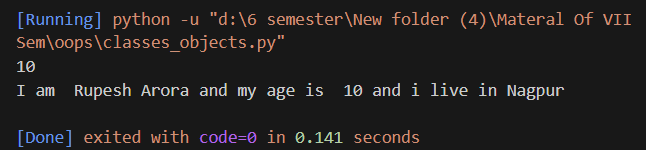 [Running] python -u "d:\6 semester\New folder (4)\Materal Of VII
Sem\oops\classes_objects.py"
10
I am  Rupesh Arora and my age is  10 and i live in Nagpur
[Done] exited with code=0 in 0.141 seconds